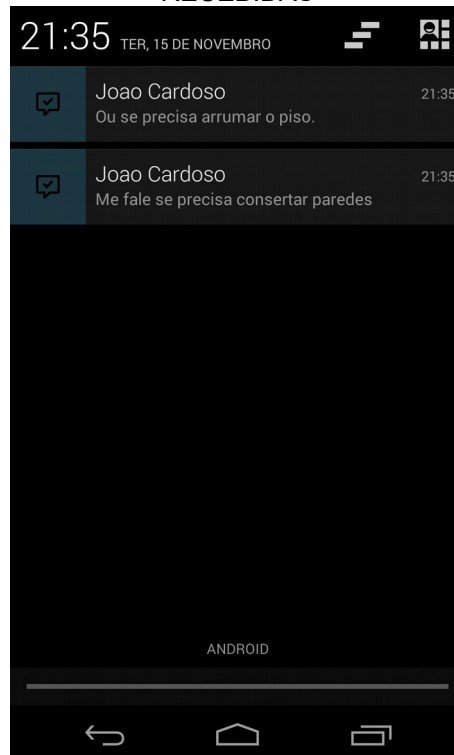 21:35 TER, 15 DE NOVEMBRO
Joao Cardoso 21:35
Ou se precisa arrumar o piso.
Joao Cardoso 21:35
Me fale se precisa consertar paredes
ANDROID